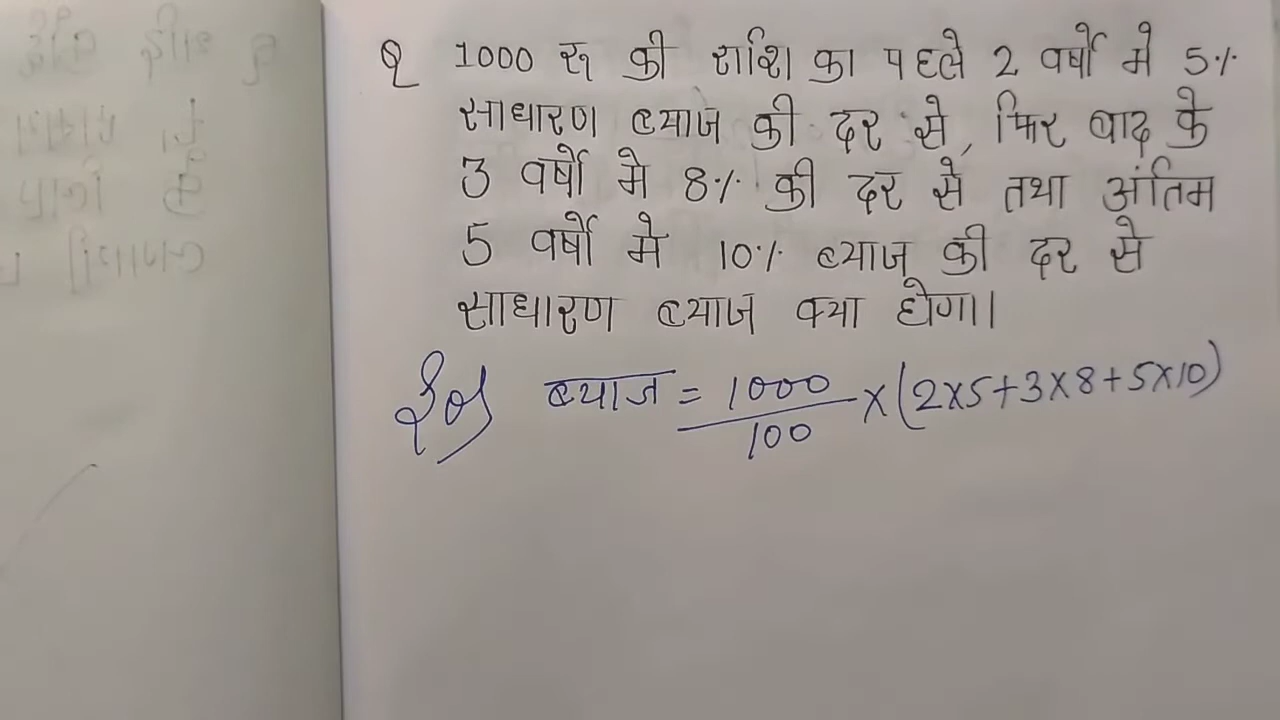 Q 1000 रू की राशि का पहले 2 वर्षो मे 5%
साधारण ब्याज की दर से, फिर बाद के
3 वर्षो मे 8% की दर से तथा अंतिम
5 वर्षो मे 10% ब्याज की दर से
साधारण ब्याज क्या होगा।
Sol ब्याज = 1000/100 × (2×5+3×8+5×10)